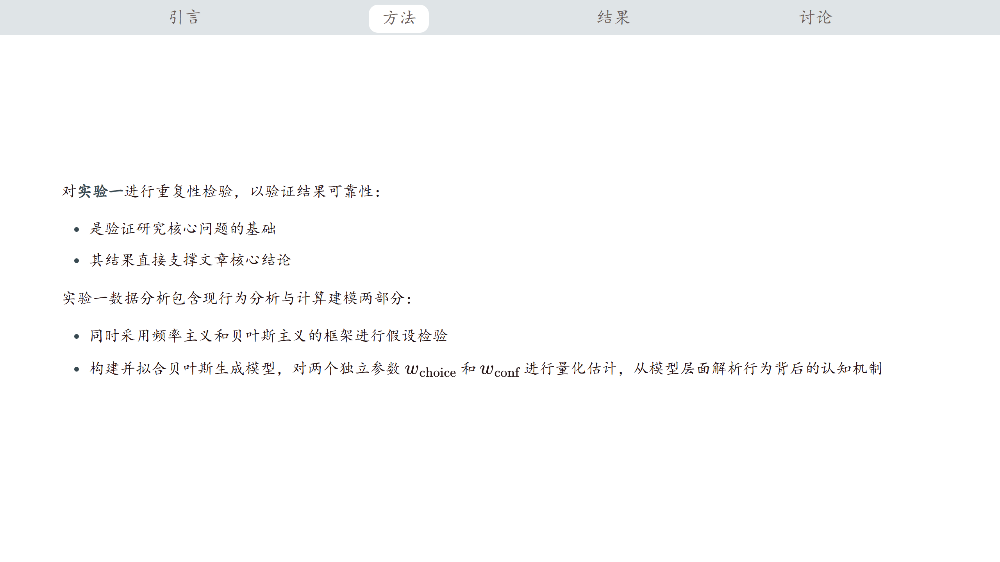 引言 方法 结果 讨论
对实验一进行重复性检验，以验证结果可靠性：
• 是验证研究核心问题的基础
• 其结果直接支撑文章核心结论
实验一数据分析包含现行为分析与计算建模两部分：
• 同时采用频率主义和贝叶斯主义的框架进行假设检验
• 构建并拟合贝叶斯生成模型，对两个独立参数 w_choice 和 w_conf 进行量化估计，从模型层面解析行为背后的认知机制